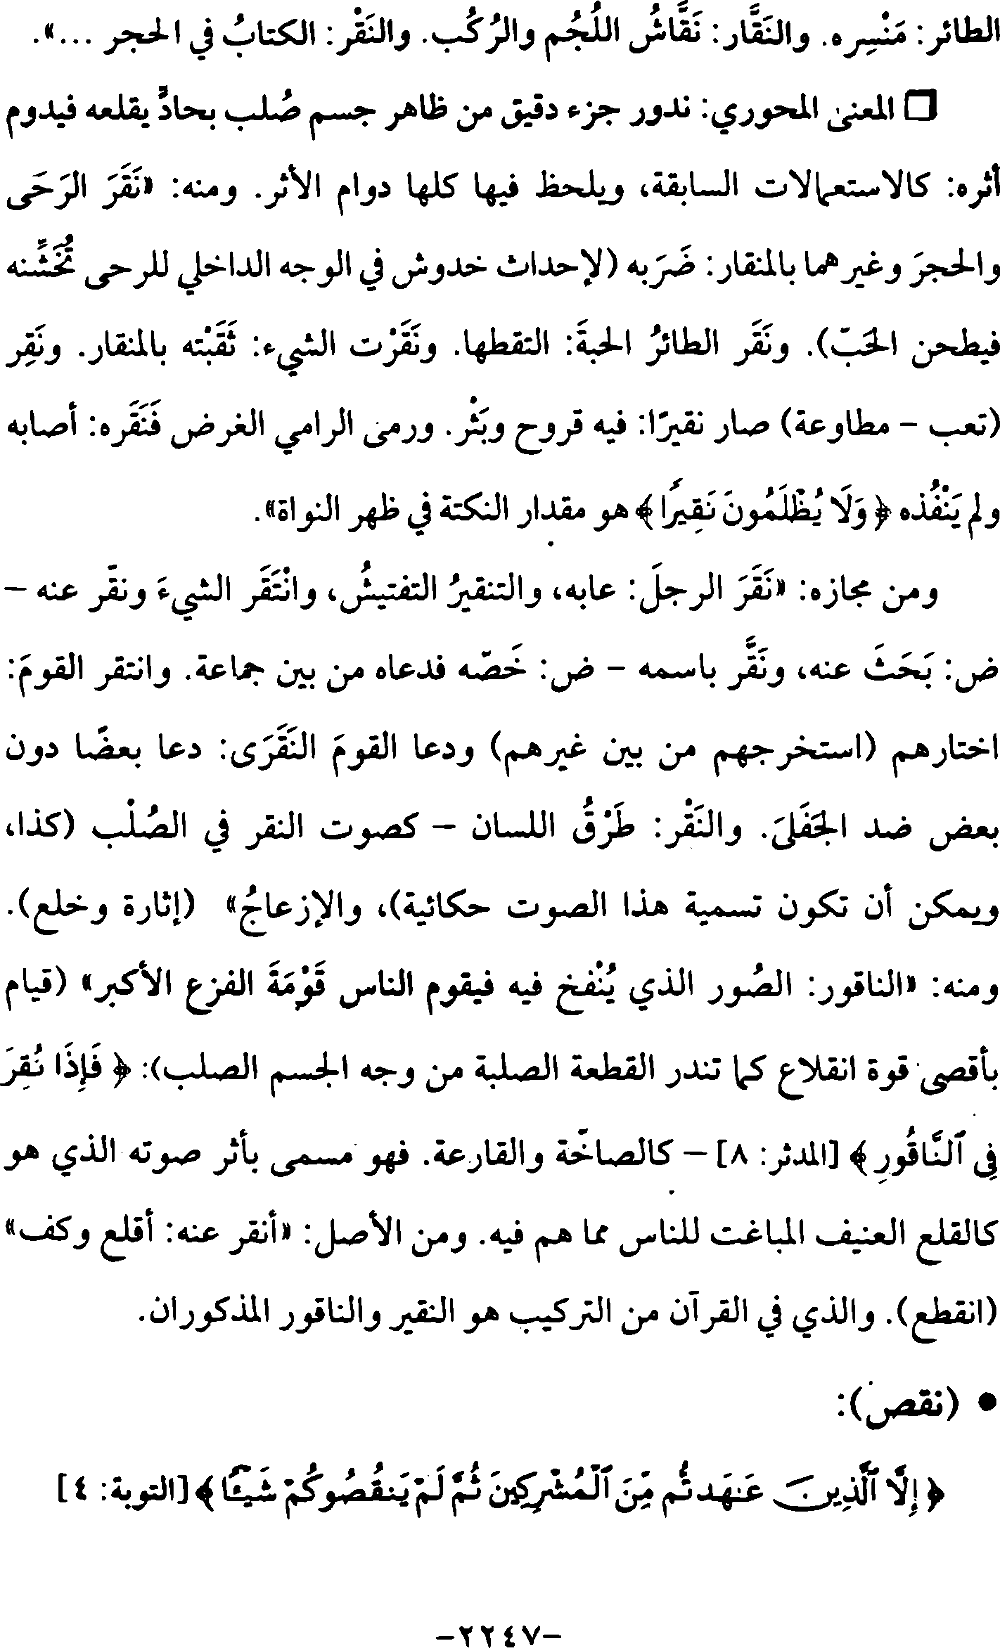 الطائر: مَنْسِره. والنَقَّار: نَقَّاشُ اللُجُم والرُكُب. والنَقْر: الكتابُ في الحجر ...».
❒ المعنى المحوري: ندور جزء دقيق من ظاهر جسم صُلب بحادٍّ يقلعه فيدوم
أثره: كالاستعمالات السابقة، ويلحظ فيها كلها دوام الأثر. ومنه: «نَقَرَ الرَحَى
والحجرَ وغيرهما بالمنقار: ضَرَبه (لإحداث خدوش في الوجه الداخلي للرحى تُخَشِّنه
فيطحن الحَبّ). ونَقَر الطائرُ الحبةَ: التقطها. ونَقَرْت الشيء: ثَقَبْته بالمنقار. ونَقِر
(تعب – مطاوعة) صار نقيرًا: فيه قروح وبَثْر. ورمى الرامي الغرض فَنَقَره: أصابه
ولم يَنْفُذه ﴿ وَلَا يُظْلَمُونَ نَقِيرًا ﴾ هو مقدار النكتة في ظهر النواة».
ومن مجازه: «نَقَرَ الرجلَ: عابه، والتنقيرُ التفتيشُ، وانْتَقَر الشيءَ ونقّر عنه –
ض: بَحَثَ عنه، ونَقَّر باسمه – ض: خَصّه فدعاه من بين جماعة. وانتقر القومَ:
اختارهم (استخرجهم من بين غيرهم) ودعا القومَ النَقَرَى: دعا بعضًا دون
بعض ضد الجَفَلَى. والنَقْر: طَرْقُ اللسان – كصوت النقر في الصُلْب (كذا،
ويمكن أن تكون تسمية هذا الصوت حكائية)، والإزعاجُ» (إثارة وخلع).
ومنه: «الناقور: الصُور الذي يُنْفخ فيه فيقوم الناس قَوْمَةَ الفزع الأكبر» (قيام
بأقصى قوة انقلاع كما تندر القطعة الصلبة من وجه الجسم الصلب): ﴿ فَإِذَا نُقِرَ
فِي ٱلنَّاقُورِ ﴾ [المدثر: ٨] – كالصاخّة والقارعة. فهو مسمى بأثر صوته الذي هو
كالقلع العنيف المباغت للناس مما هم فيه. ومن الأصل: «أنقر عنه: أقلع وكف»
(انقطع). والذي في القرآن من التركيب هو النقير والناقور المذكوران.
• (نقص):
﴿ إِلَّا ٱلَّذِينَ عَـٰهَدتُّم مِّنَ ٱلْمُشْرِكِينَ ثُمَّ لَمْ يَنقُصُوكُمْ شَيْـًٔا ﴾ [التوبة: ٤]
–٢٢٤٧–